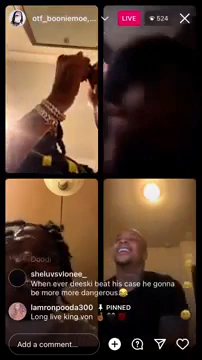 otf_booniemoe,...
LIVE
524
Doodi
sheluvsvlonee_
When ever deeski beat his case he gonna
be more more dangerous😂
lamronpooda300 PINNED
Long live king von
Add a comment...